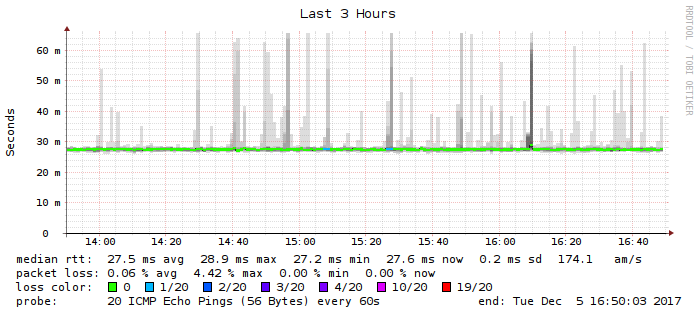 Last 3 Hours
RRDTOOL / TOBI OETIKER
Seconds
60 m
50 m
40 m
30 m
20 m
10 m
0
14:00 14:20 14:40 15:00 15:20 15:40 16:00 16:20 16:40
median rtt: 27.5 ms avg 28.9 ms max 27.2 ms min 27.6 ms now 0.2 ms sd 174.1 am/s
packet loss: 0.06 % avg 4.42 % max 0.00 % min 0.00 % now
loss color: 0 1/20 2/20 3/20 4/20 10/20 19/20
probe: 20 ICMP Echo Pings (56 Bytes) every 60s end: Tue Dec 5 16:50:03 2017